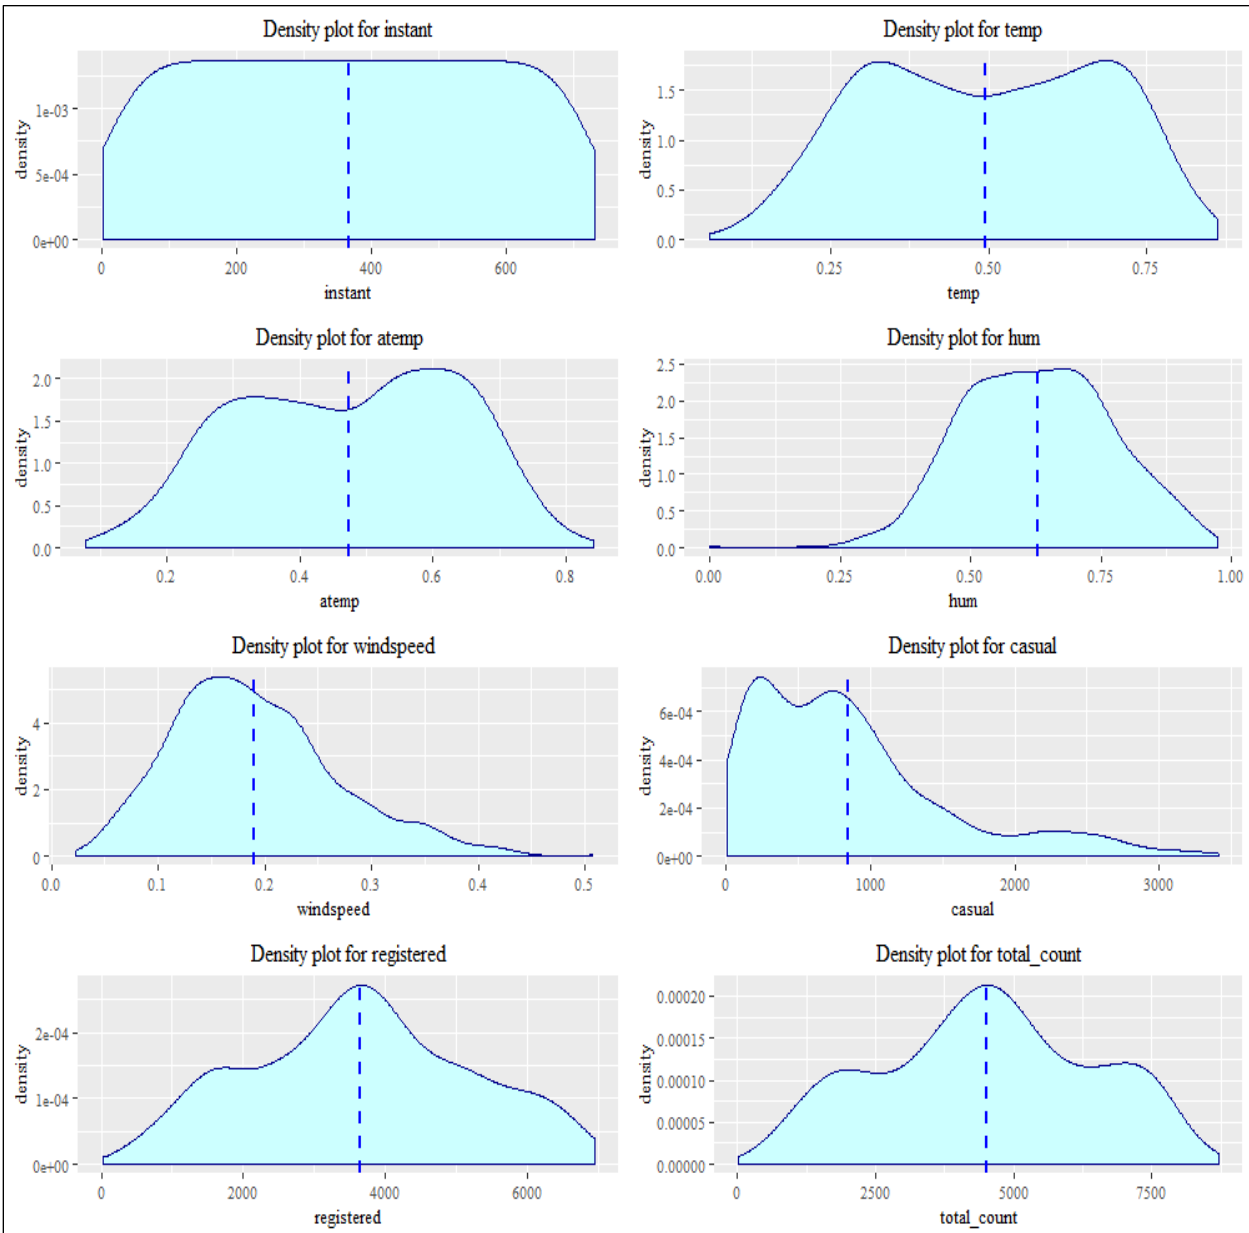 Density plot for instant
density
1e-03
5e-04
0e+00
0 200 400 600
instant
Density plot for temp
density
1.5
1.0
0.5
0.0
0.25 0.50 0.75
temp
Density plot for atemp
density
2.0
1.5
1.0
0.5
0.0
0.2 0.4 0.6 0.8
atemp
Density plot for hum
density
2.5
2.0
1.5
1.0
0.5
0.0
0.00 0.25 0.50 0.75 1.00
hum
Density plot for windspeed
density
4
2
0
0.0 0.1 0.2 0.3 0.4 0.5
windspeed
Density plot for casual
density
6e-04
4e-04
2e-04
0e+00
0 1000 2000 3000
casual
Density plot for registered
density
2e-04
1e-04
0e+00
0 2000 4000 6000
registered
Density plot for total_count
density
0.00020
0.00015
0.00010
0.00005
0.00000
0 2500 5000 7500
total_count